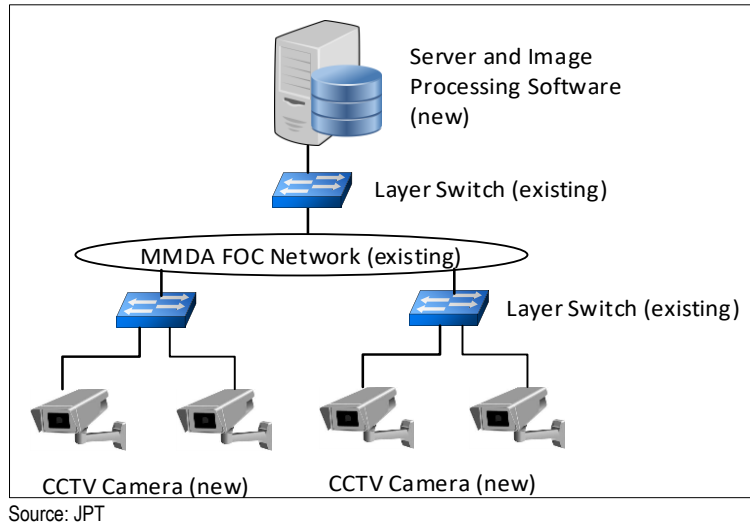 Server and Image
Processing Software
(new)
Layer Switch (existing)
MMDA FOC Network (existing)
Layer Switch (existing)
CCTV Camera (new)
CCTV Camera (new)
Source: JPT